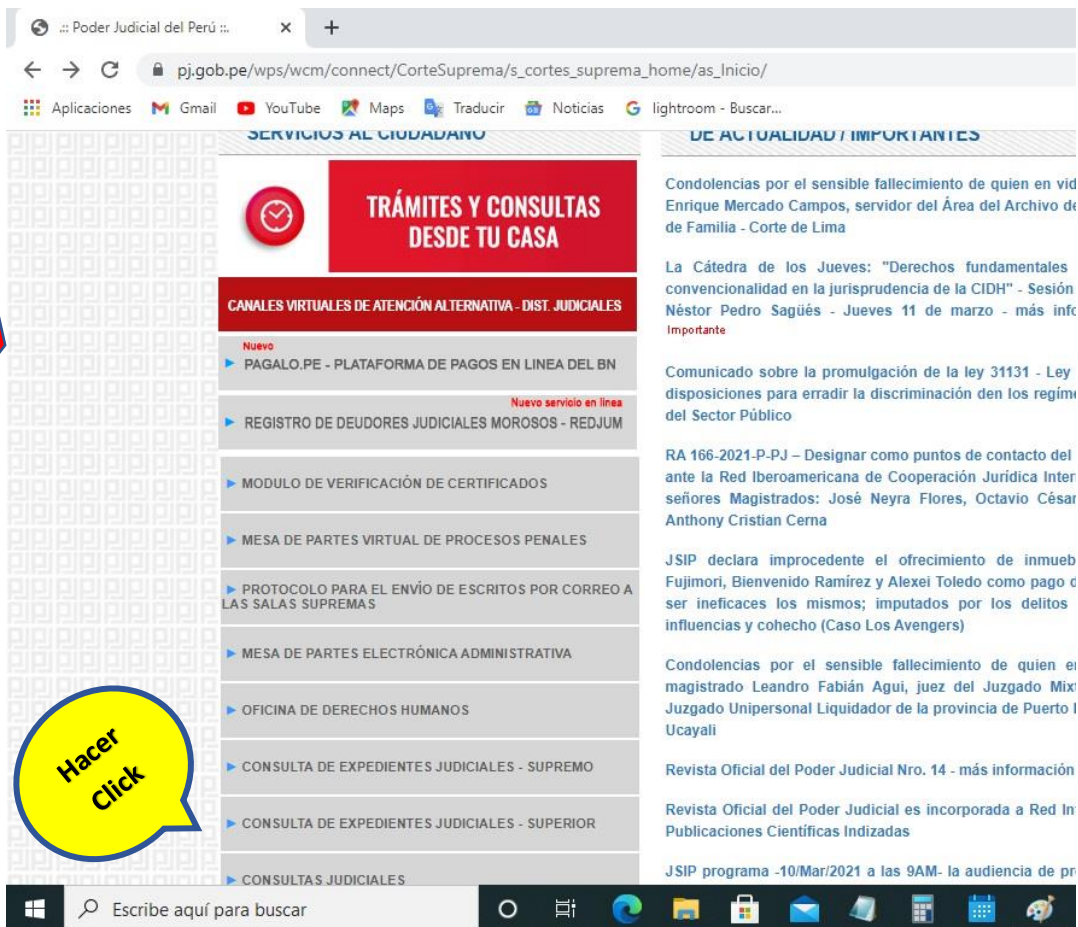 .:: Poder Judicial del Perú ::.
pj.gob.pe/wps/wcm/connect/CorteSuprema/s_cortes_suprema_home/as_Inicio/
Aplicaciones Gmail YouTube Maps Traducir Noticias lightroom - Buscar...
SERVICIOS AL CIUDADANO
TRÁMITES Y CONSULTAS
DESDE TU CASA
CANALES VIRTUALES DE ATENCIÓN ALTERNATIVA - DIST. JUDICIALES
Nuevo
PAGALO.PE - PLATAFORMA DE PAGOS EN LINEA DEL BN
Nuevo servicio en linea
REGISTRO DE DEUDORES JUDICIALES MOROSOS - REDJUM
MODULO DE VERIFICACIÓN DE CERTIFICADOS
MESA DE PARTES VIRTUAL DE PROCESOS PENALES
PROTOCOLO PARA EL ENVÍO DE ESCRITOS POR CORREO A
LAS SALAS SUPREMAS
MESA DE PARTES ELECTRÓNICA ADMINISTRATIVA
OFICINA DE DERECHOS HUMANOS
CONSULTA DE EXPEDIENTES JUDICIALES - SUPREMO
CONSULTA DE EXPEDIENTES JUDICIALES - SUPERIOR
CONSULTAS JUDICIALES
Hacer
Click
DE ACTUALIDAD / IMPORTANTES
Condolencias por el sensible fallecimiento de quien en vid
Enrique Mercado Campos, servidor del Área del Archivo de
de Familia - Corte de Lima
La Cátedra de los Jueves: "Derechos fundamentales
convencionalidad en la jurisprudencia de la CIDH" - Sesión
Néstor Pedro Sagüés - Jueves 11 de marzo - más info
Importante
Comunicado sobre la promulgación de la ley 31131 - Ley
disposiciones para erradir la discriminación den los regíme
del Sector Público
RA 166-2021-P-PJ – Designar como puntos de contacto del
ante la Red Iberoamericana de Cooperación Jurídica Inter
señores Magistrados: José Neyra Flores, Octavio César
Anthony Cristian Cerna
JSIP declara improcedente el ofrecimiento de inmueb
Fujimori, Bienvenido Ramírez y Alexei Toledo como pago d
ser ineficaces los mismos; imputados por los delitos
influencias y cohecho (Caso Los Avengers)
Condolencias por el sensible fallecimiento de quien en
magistrado Leandro Fabián Agui, juez del Juzgado Mixt
Juzgado Unipersonal Liquidador de la provincia de Puerto
Ucayali
Revista Oficial del Poder Judicial Nro. 14 - más información
Revista Oficial del Poder Judicial es incorporada a Red In
Publicaciones Científicas Indizadas
JSIP programa -10/Mar/2021 a las 9AM- la audiencia de pr
Escribe aquí para buscar